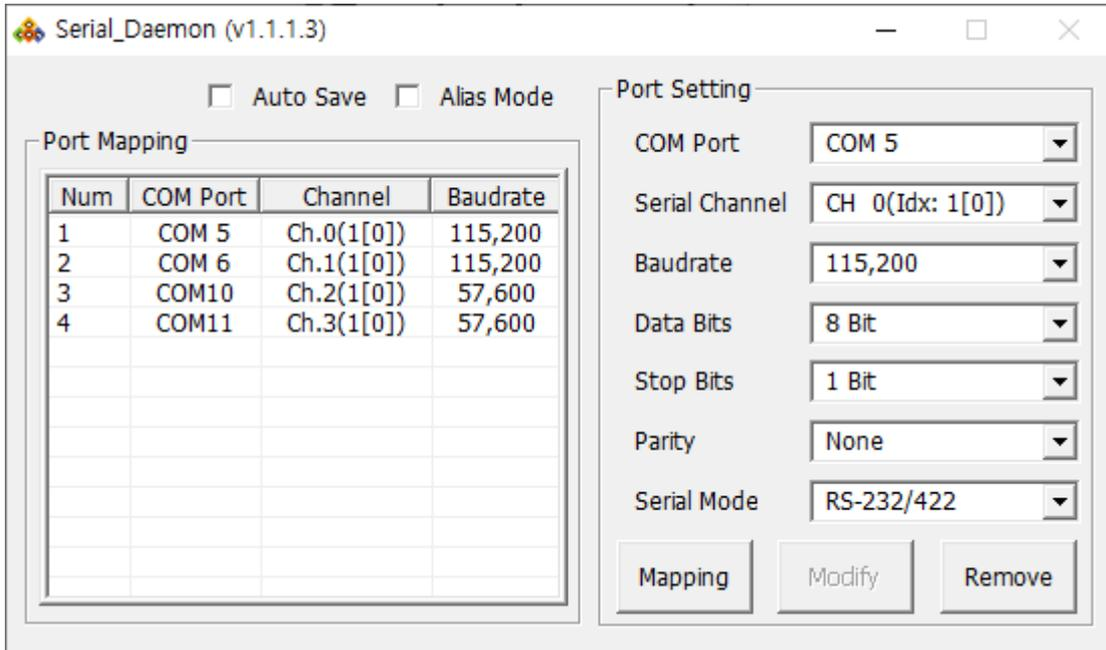 Serial_Daemon (v1.1.1.3)
Auto Save Alias Mode
Port Mapping
Num COM Port Channel Baudrate
1 COM 5 Ch.0(1[0]) 115,200
2 COM 6 Ch.1(1[0]) 115,200
3 COM10 Ch.2(1[0]) 57,600
4 COM11 Ch.3(1[0]) 57,600
Port Setting
COM Port COM 5
Serial Channel CH 0(Idx: 1[0])
Baudrate 115,200
Data Bits 8 Bit
Stop Bits 1 Bit
Parity None
Serial Mode RS-232/422
Mapping Modify Remove